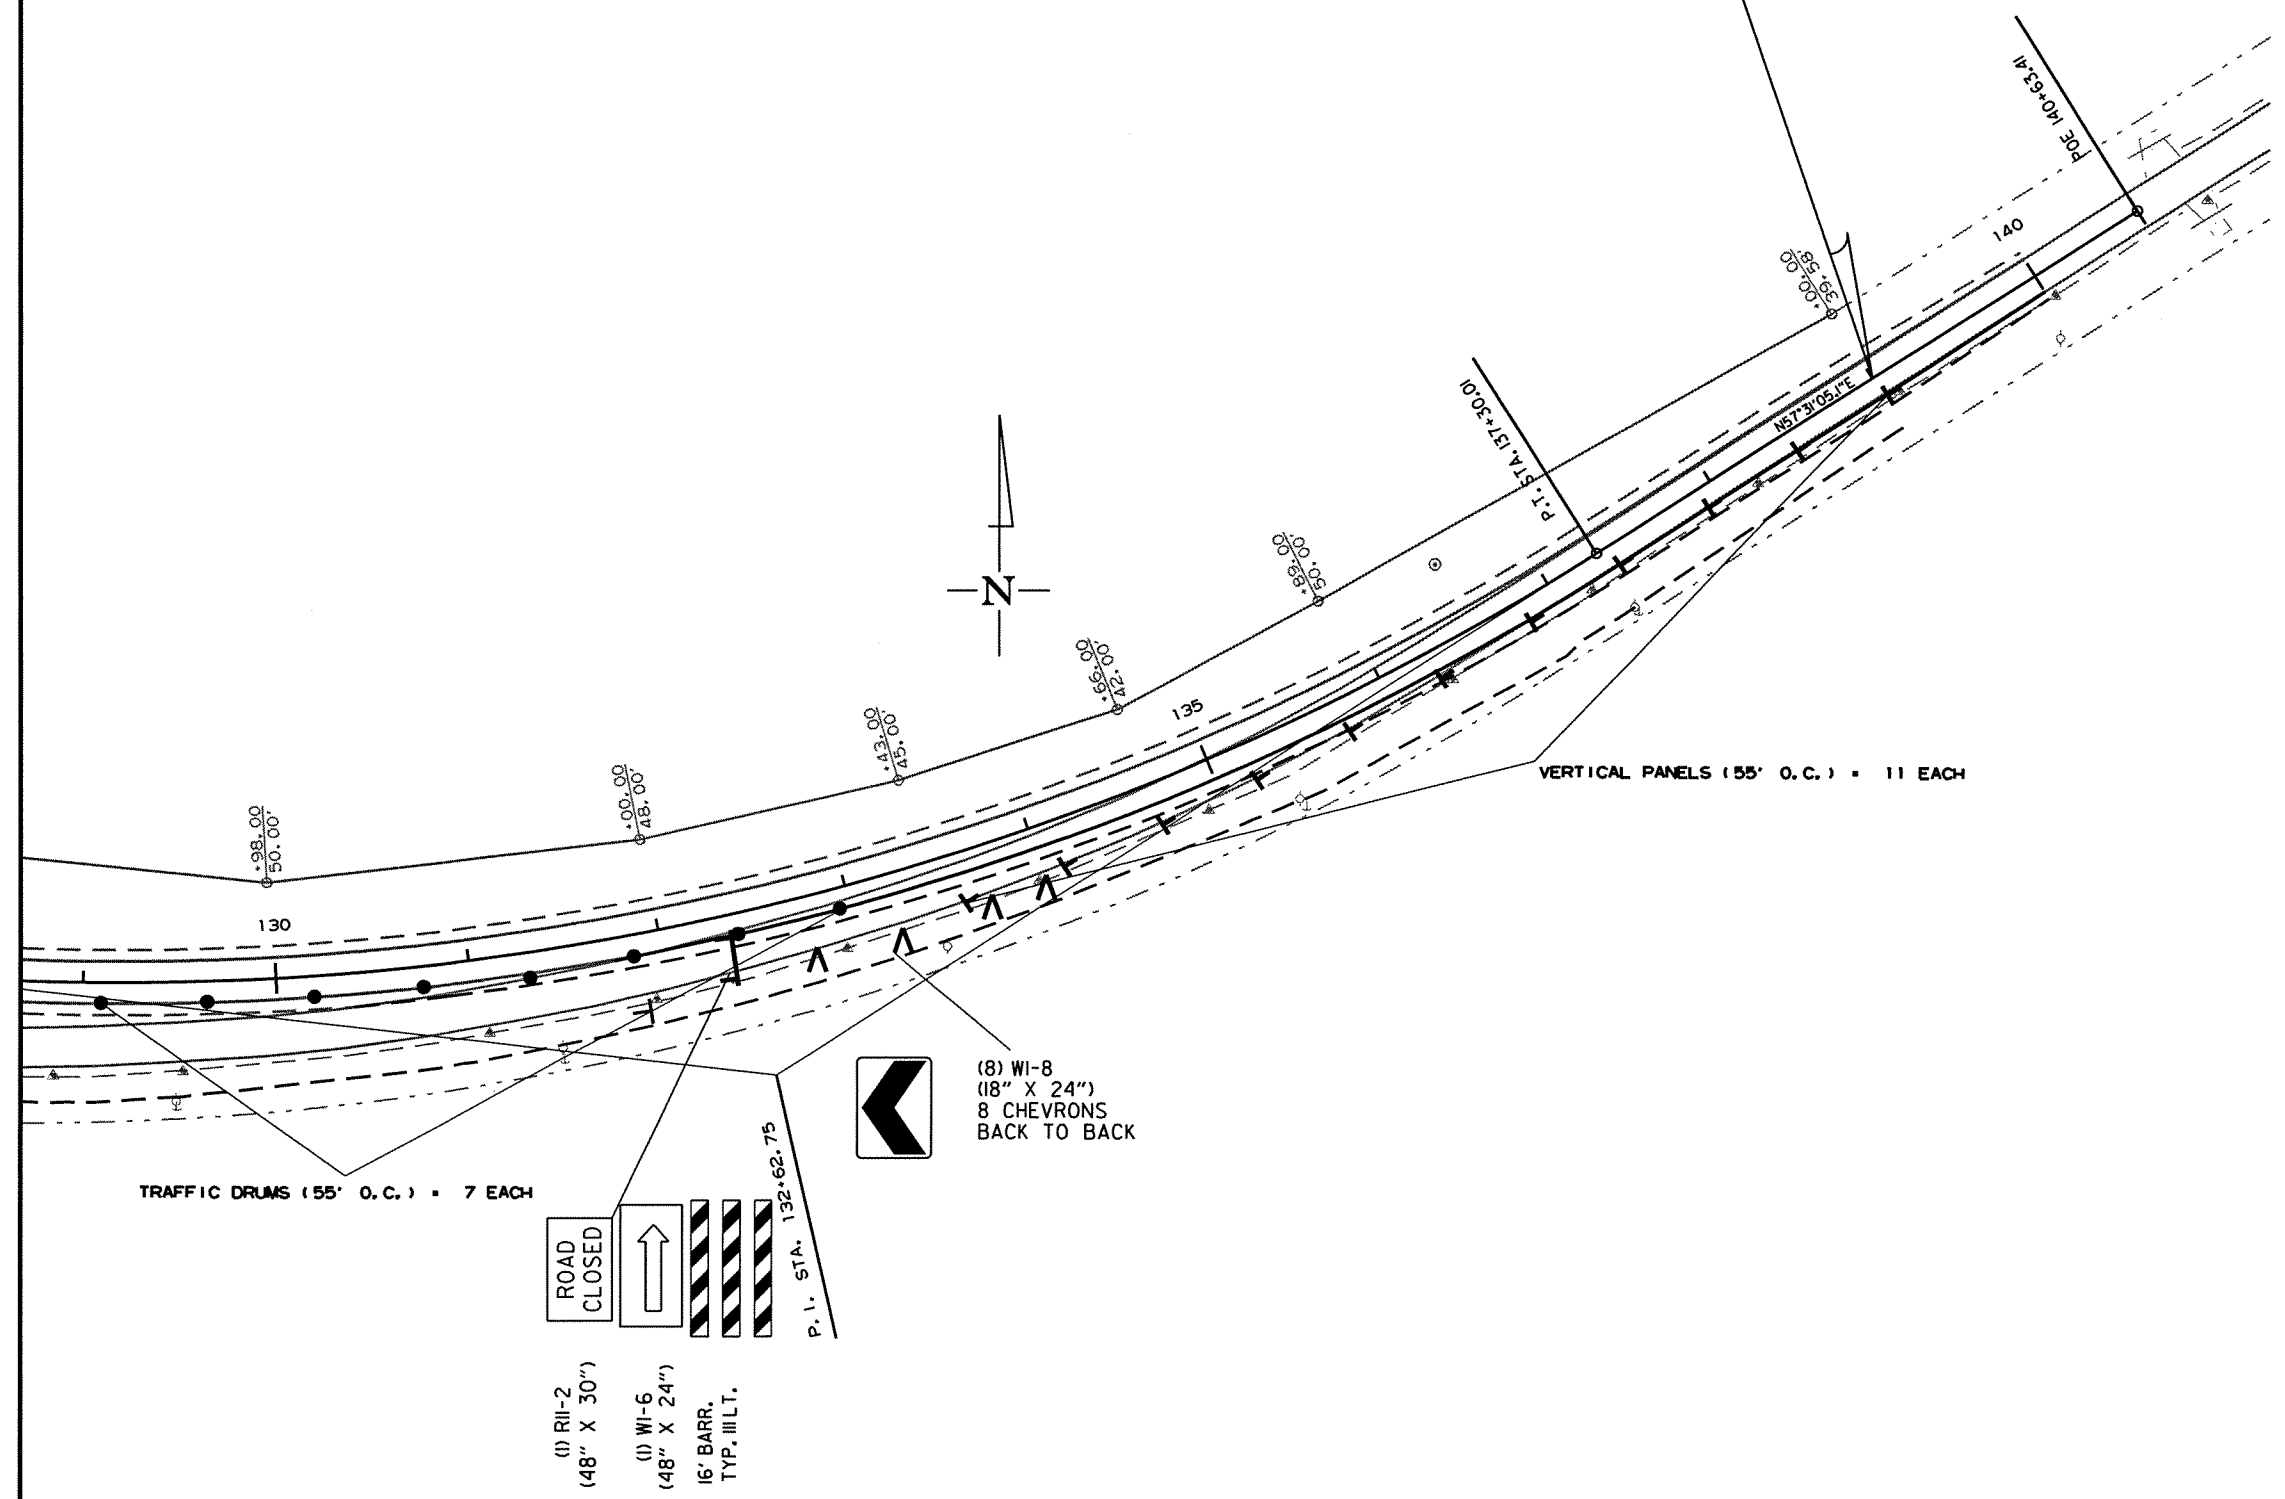 POE 140+63.41
140
+00.00
39.58'
N57°31'05.1"E
P.T. STA. 137+30.01
+89.00
50.00'
N
+66.00
42.00'
135
+43.00
45.00'
+00.00
48.00'
+98.00
50.00'
130
VERTICAL PANELS (55' O.C.) = 11 EACH
(8) W1-8
(18" X 24")
8 CHEVRONS
BACK TO BACK
TRAFFIC DRUMS (55' O.C.) = 7 EACH
P.I. STA. 132+62.75
ROAD
CLOSED
(1) R11-2
(48" X 30")
(1) W1-6
(48" X 24")
16' BARR.
TYP. III LT.